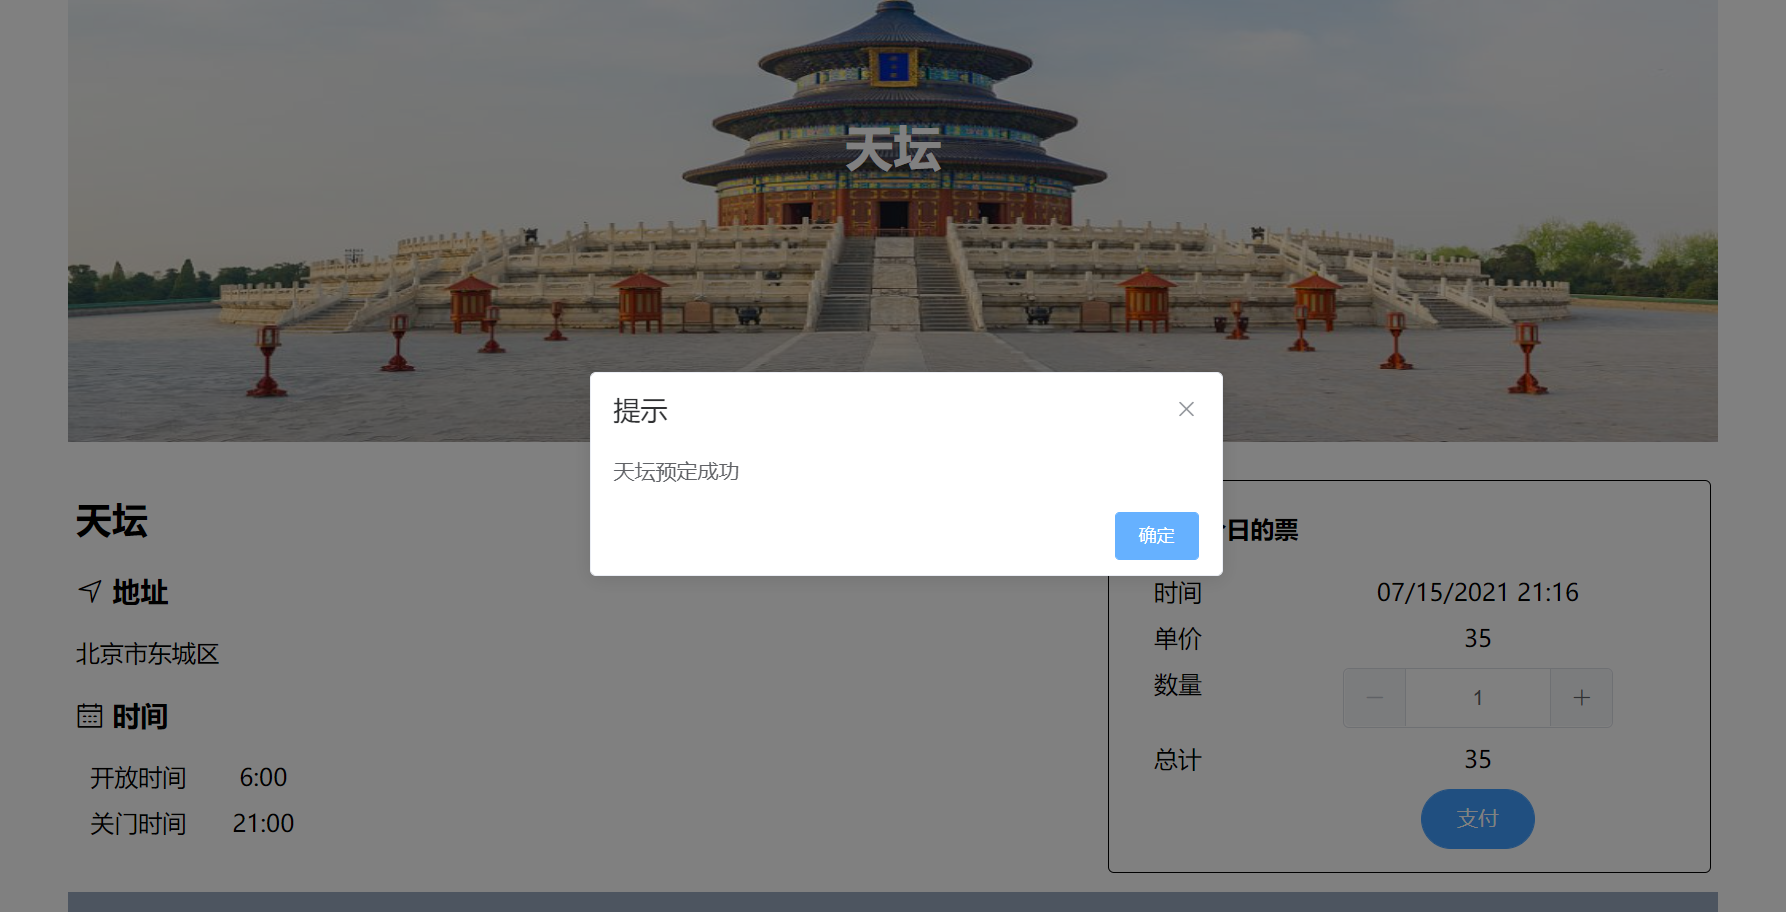 天坛
提示
天坛预定成功
确定
天坛
地址
北京市东城区
时间
开放时间 6:00
关门时间 21:00
日的票
时间 07/15/2021 21:16
单价 35
数量 1
总计 35
支付